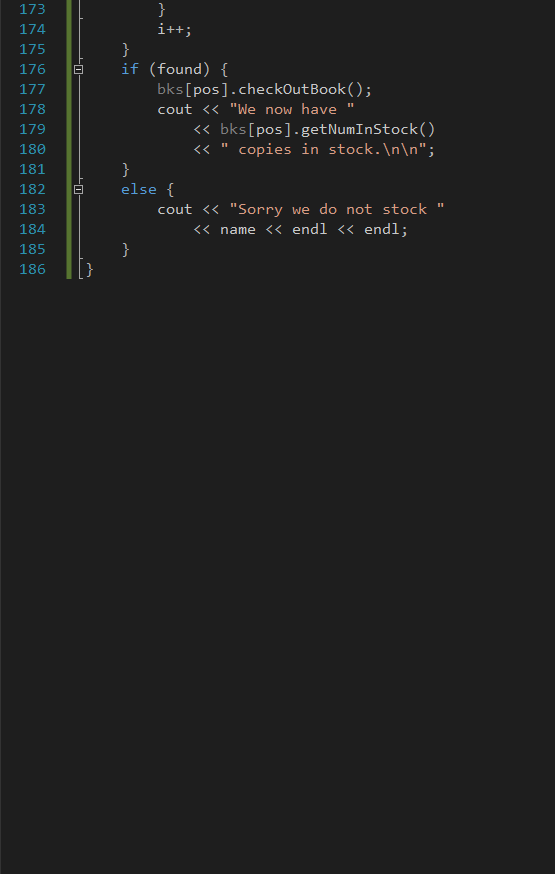 173         }
174         i++;
175     }
176     if (found) {
177         bks[pos].checkOutBook();
178         cout << "We now have "
179             << bks[pos].getNumInStock()
180             << " copies in stock.\n\n";
181     }
182     else {
183         cout << "Sorry we do not stock "
184             << name << endl << endl;
185     }
186 }